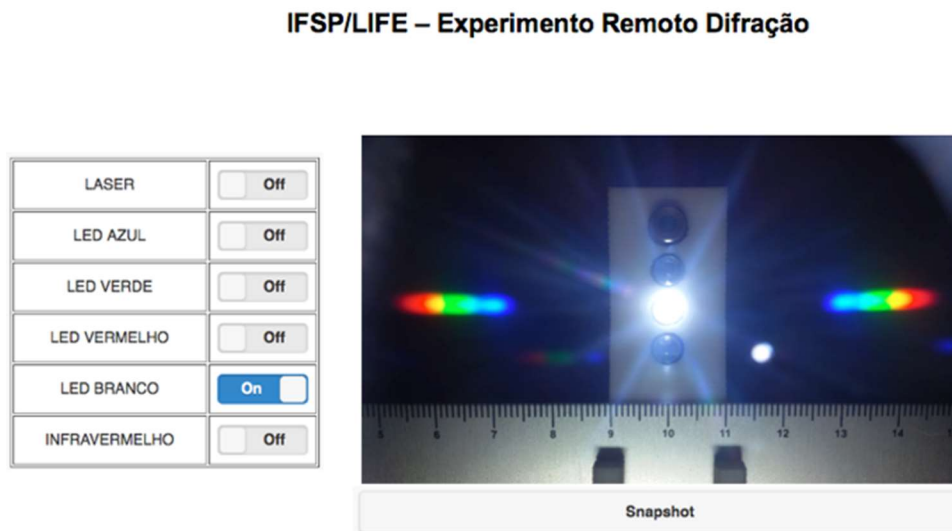 IFSP/LIFE – Experimento Remoto Difração
LASER Off
LED AZUL Off
LED VERDE Off
LED VERMELHO Off
LED BRANCO On
INFRAVERMELHO Off
5 6 7 8 9 10 11 12 13 14
Snapshot